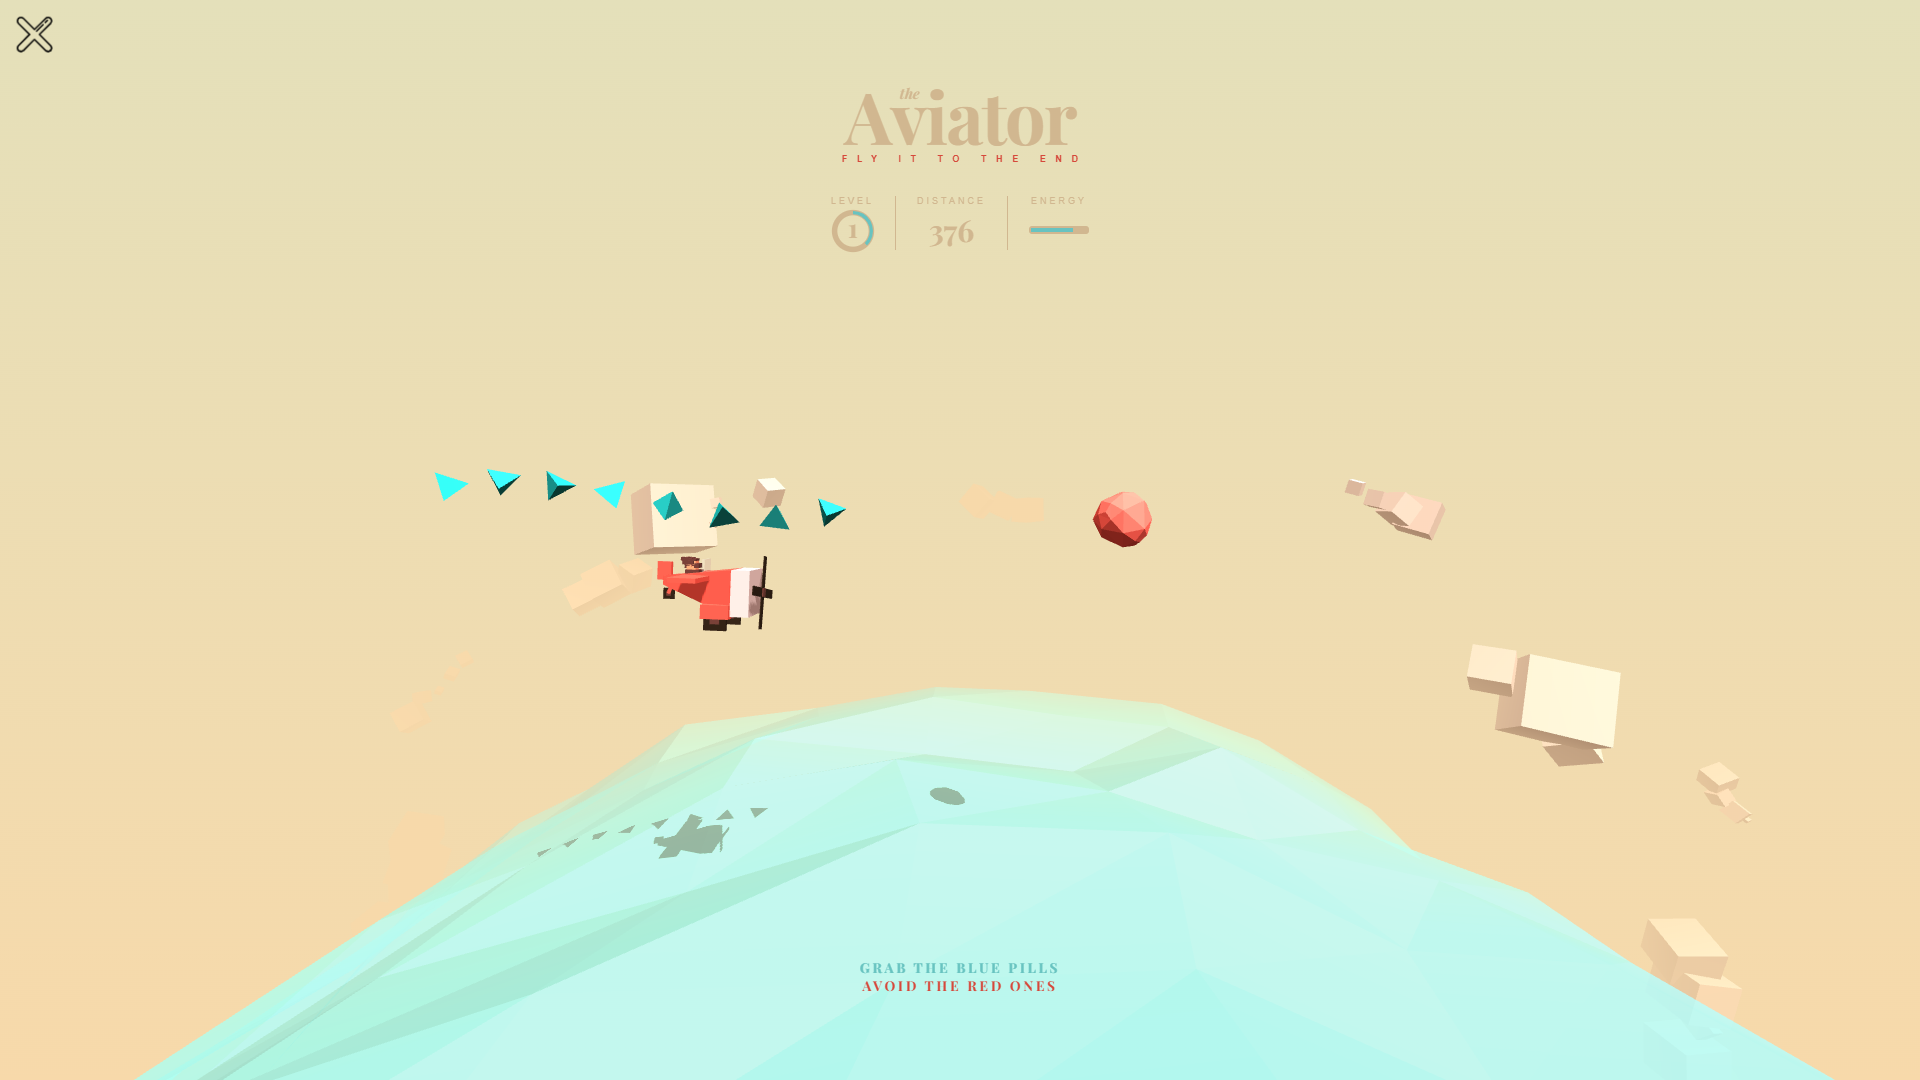 the
Aviator
FLY IT TO THE END
LEVEL DISTANCE ENERGY
1 376
GRAB THE BLUE PILLS
AVOID THE RED ONES